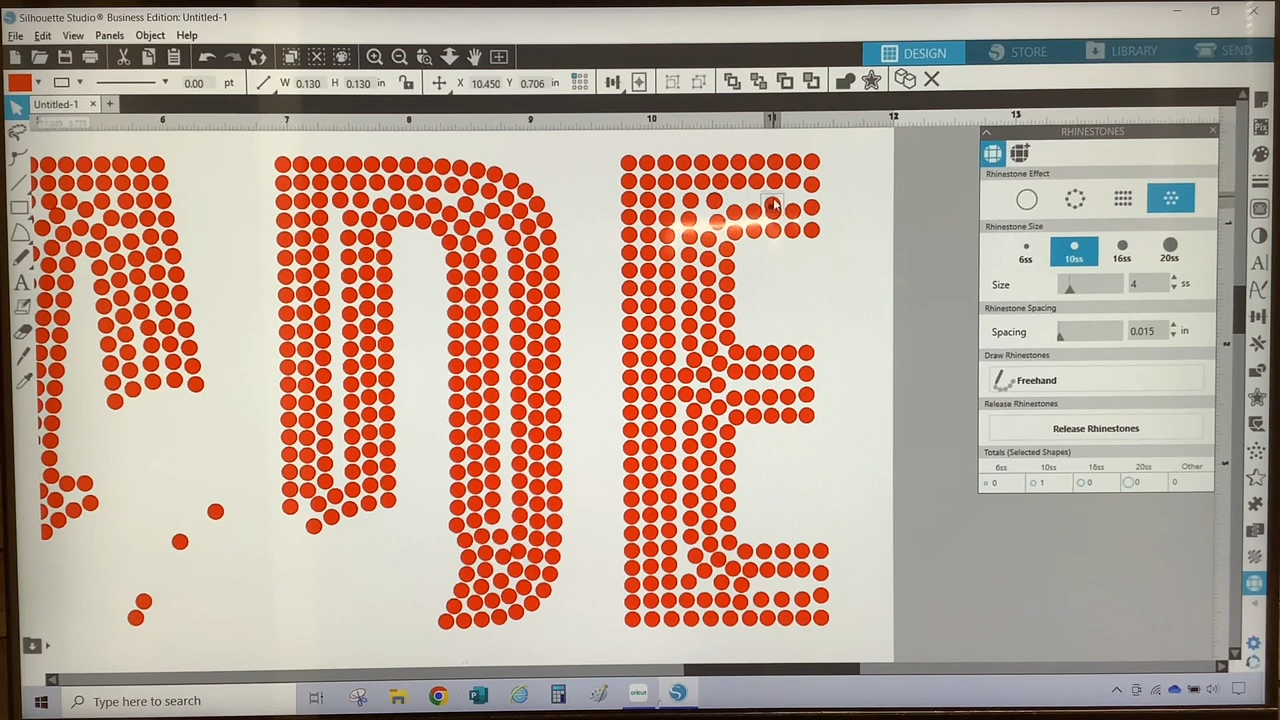 Silhouette Studio® Business Edition: Untitled-1
File Edit View Panels Object Help
DESIGN STORE LIBRARY SEND
0.00 pt W 0.130 H 0.130 in X 10.450 Y 0.706 in
Untitled-1 × +
6 7 8 9 10 11 12 13
RHINESTONES
Rhinestone Effect
Rhinestone Size
6ss 10ss 16ss 20ss
Size 4 ss
Rhinestone Spacing
Spacing 0.015 in
Draw Rhinestones
Freehand
Release Rhinestones
Release Rhinestones
Totals (Selected Shapes)
6ss 10ss 16ss 20ss Other
0 1 0 0 0
Type here to search
cricut